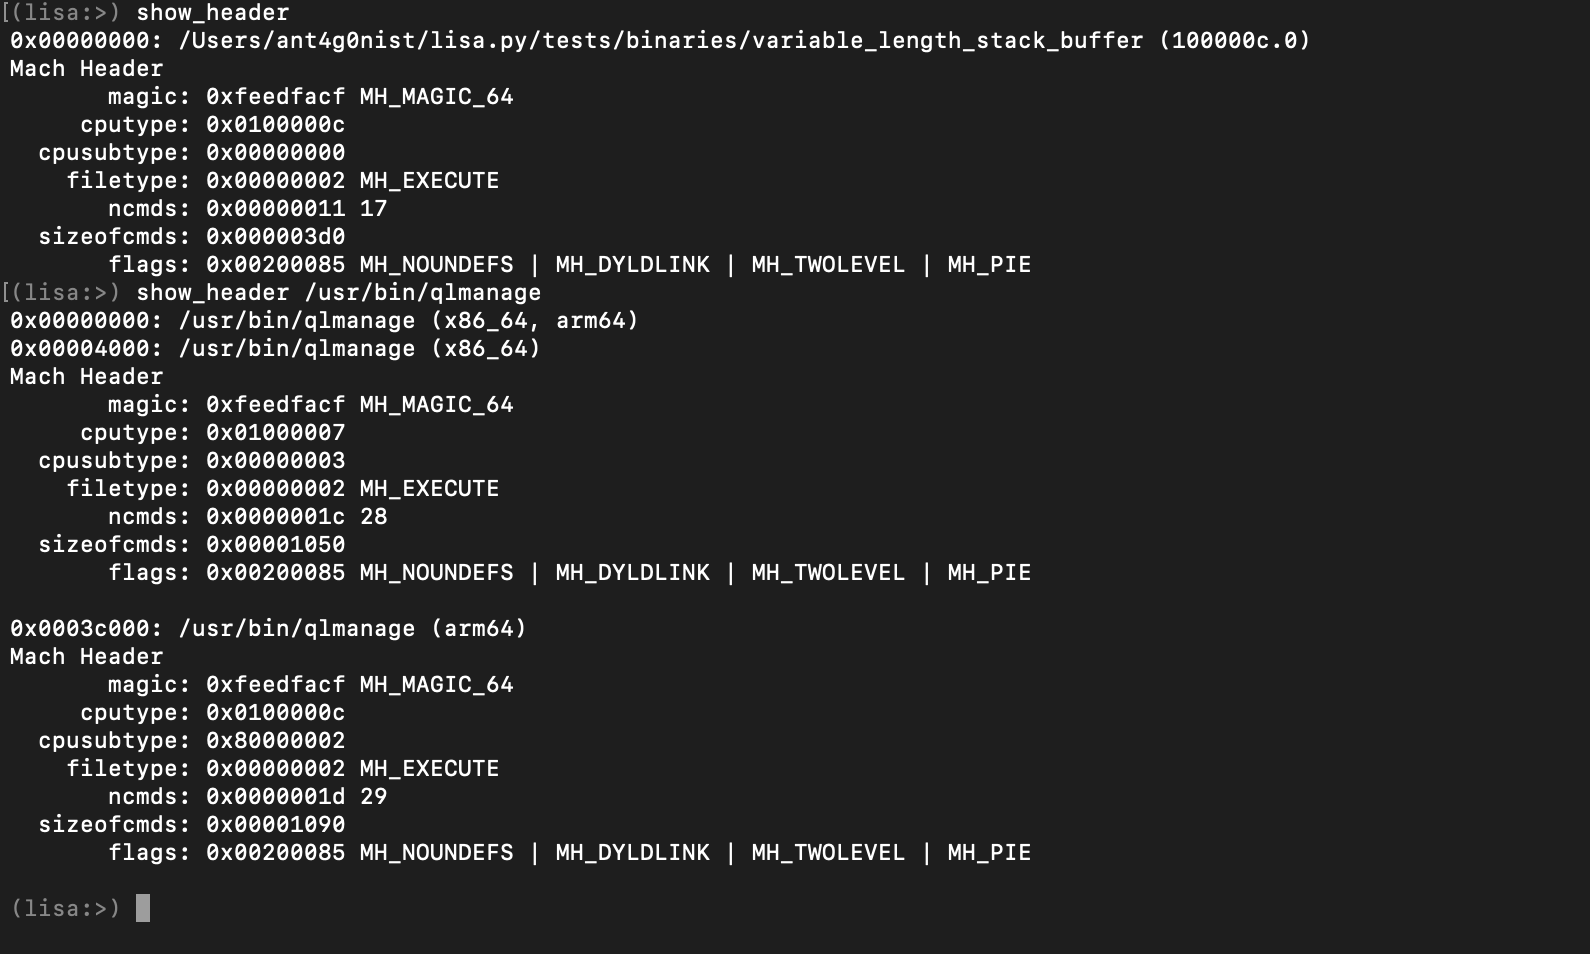 [(lisa:>) show_header
0x00000000: /Users/ant4g0nist/lisa.py/tests/binaries/variable_length_stack_buffer (100000c.0)
Mach Header
magic: 0xfeedfacf MH_MAGIC_64
cputype: 0x0100000c
cpusubtype: 0x00000000
filetype: 0x00000002 MH_EXECUTE
ncmds: 0x00000011 17
sizeofcmds: 0x000003d0
flags: 0x00200085 MH_NOUNDEFS | MH_DYLDLINK | MH_TWOLEVEL | MH_PIE
[(lisa:>) show_header /usr/bin/qlmanage
0x00000000: /usr/bin/qlmanage (x86_64, arm64)
0x00004000: /usr/bin/qlmanage (x86_64)
Mach Header
magic: 0xfeedfacf MH_MAGIC_64
cputype: 0x01000007
cpusubtype: 0x00000003
filetype: 0x00000002 MH_EXECUTE
ncmds: 0x0000001c 28
sizeofcmds: 0x00001050
flags: 0x00200085 MH_NOUNDEFS | MH_DYLDLINK | MH_TWOLEVEL | MH_PIE
0x0003c000: /usr/bin/qlmanage (arm64)
Mach Header
magic: 0xfeedfacf MH_MAGIC_64
cputype: 0x0100000c
cpusubtype: 0x80000002
filetype: 0x00000002 MH_EXECUTE
ncmds: 0x0000001d 29
sizeofcmds: 0x00001090
flags: 0x00200085 MH_NOUNDEFS | MH_DYLDLINK | MH_TWOLEVEL | MH_PIE
(lisa:>)